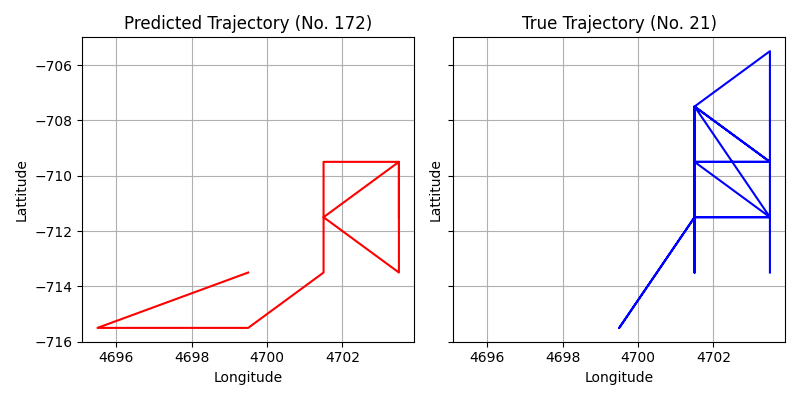 Predicted Trajectory (No. 172)
True Trajectory (No. 21)
−706
−708
−710
−712
−714
−716
Lattitude
Lattitude
4696 4698 4700 4702
4696 4698 4700 4702
Longitude
Longitude